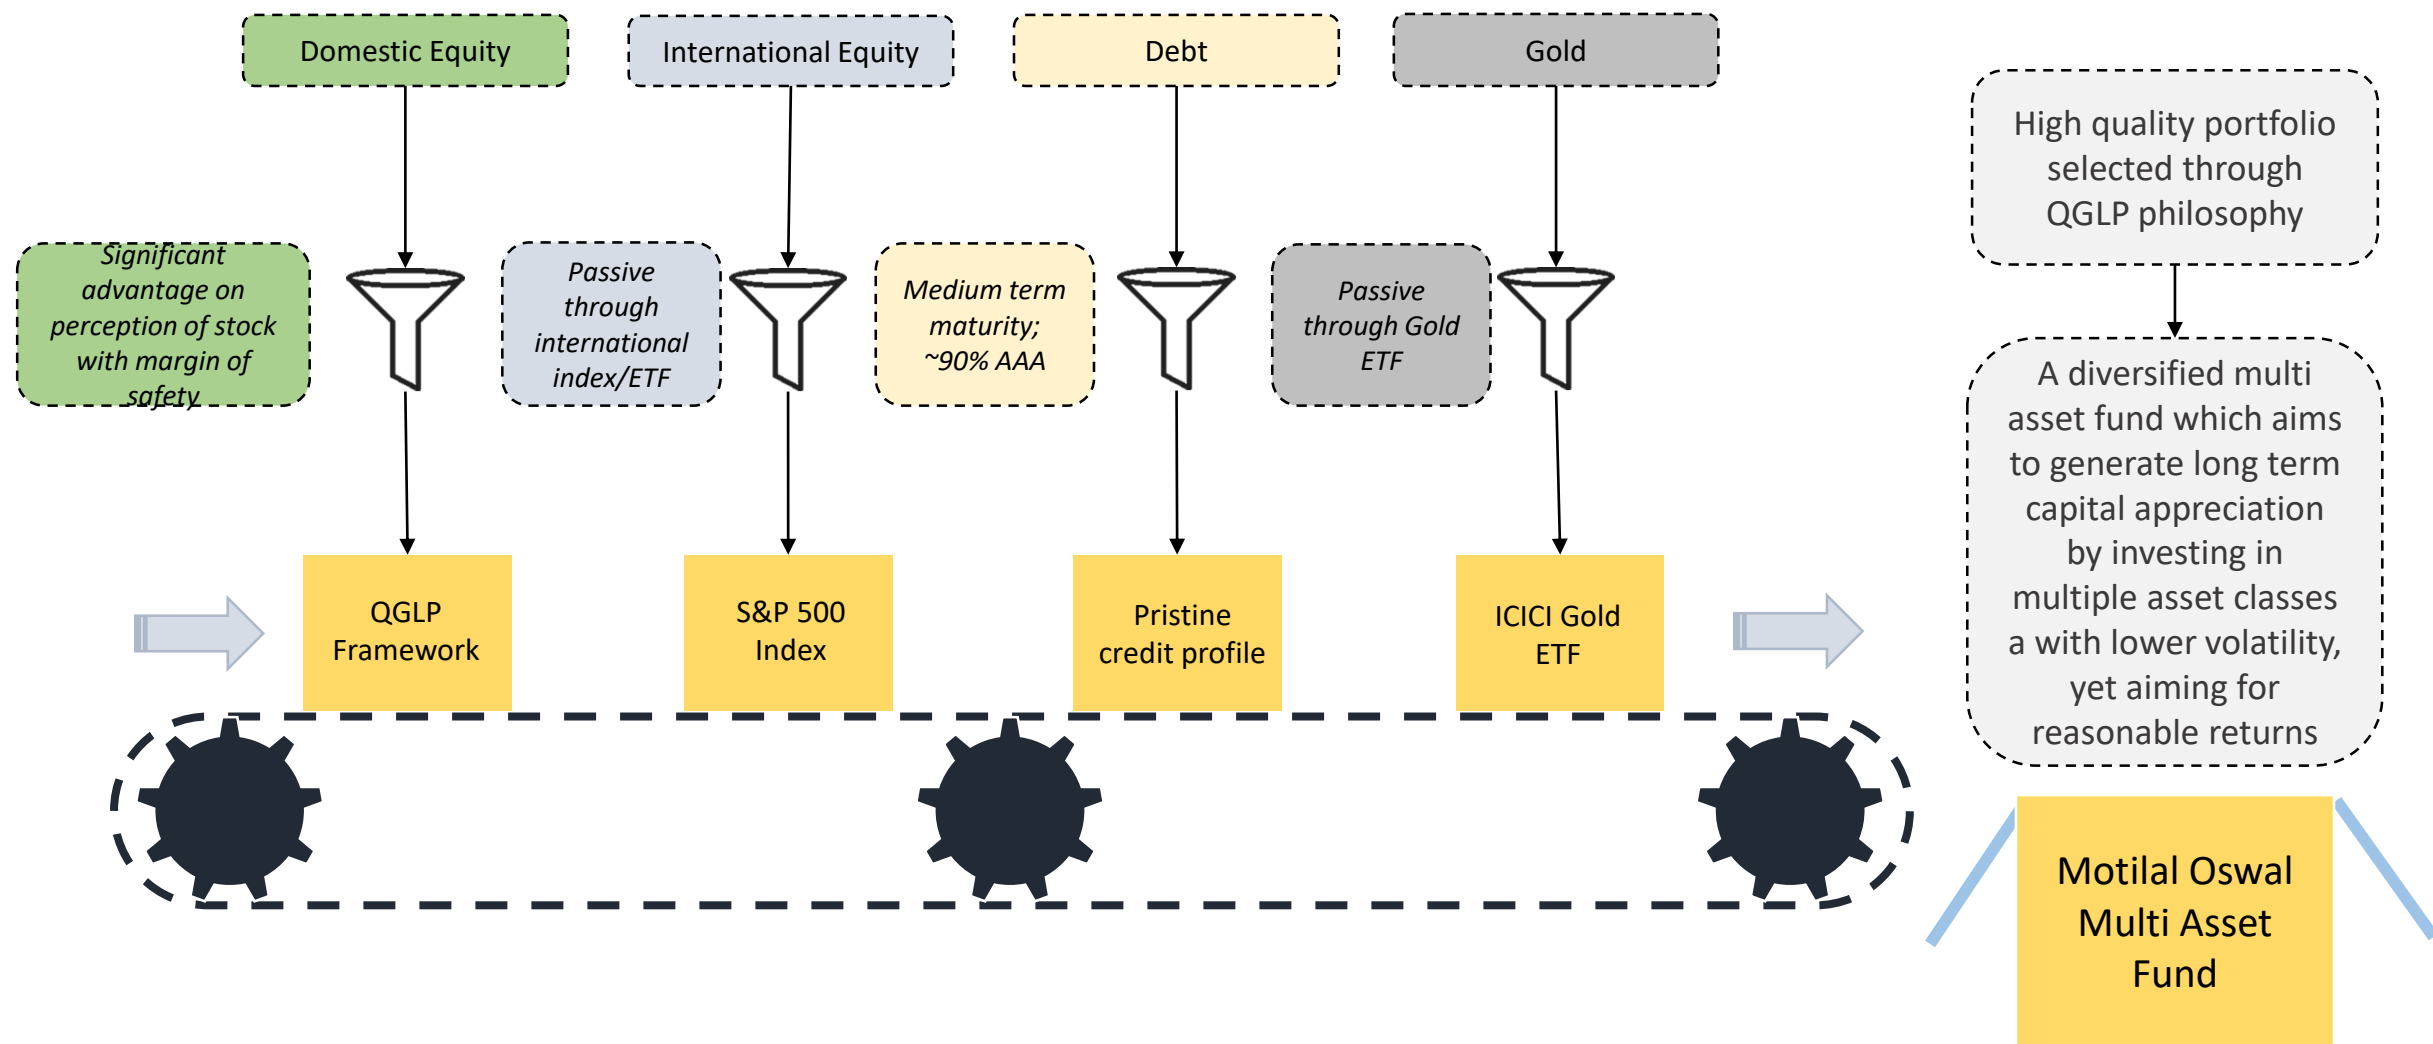 Domestic Equity
International Equity
Debt
Gold
Significant
advantage on
perception of stock
with margin of
safety
Passive
through
international
index/ETF
Medium term
maturity;
~90% AAA
Passive
through Gold
ETF
QGLP
Framework
S&P 500
Index
Pristine
credit profile
ICICI Gold
ETF
High quality portfolio
selected through
QGLP philosophy
A diversified multi
asset fund which aims
to generate long term
capital appreciation
by investing in
multiple asset classes
a with lower volatility,
yet aiming for
reasonable returns
Motilal Oswal
Multi Asset
Fund